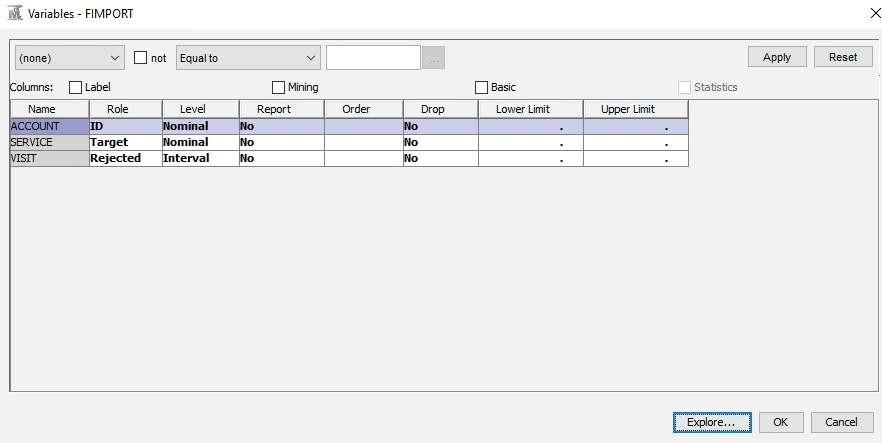 Variables - FIMPORT
(none) not Equal to ... Apply Reset
Columns: Label Mining Basic Statistics
Name Role Level Report Order Drop Lower Limit Upper Limit
ACCOUNT ID Nominal No No . .
SERVICE Target Nominal No No . .
VISIT Rejected Interval No No . .
Explore... OK Cancel